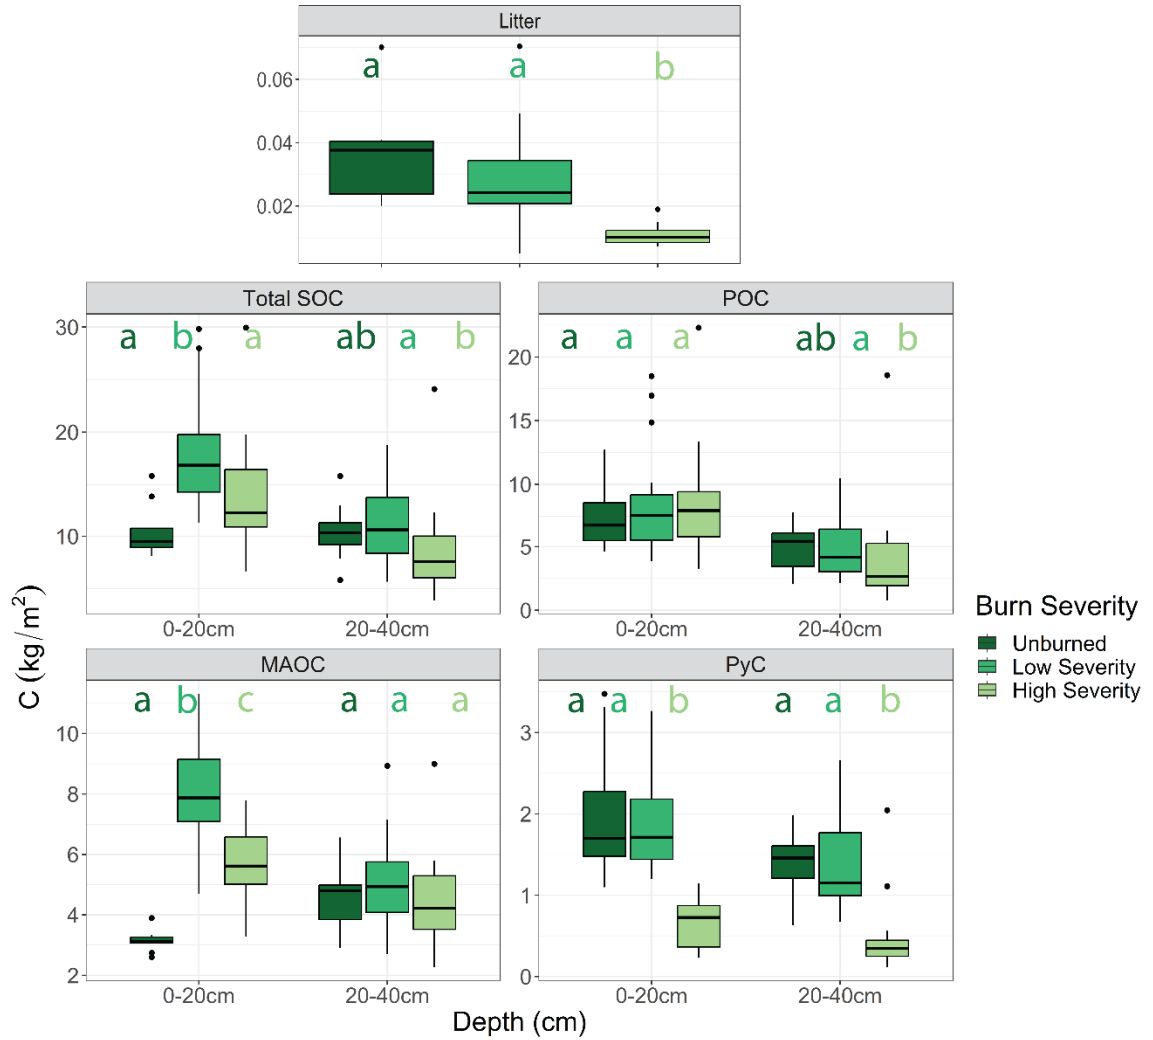 Litter
a a b
0.06
0.04
0.02
Total SOC
a b a ab a b
30
20
10
0-20cm 20-40cm
POC
a a a ab a b
20
15
10
5
0
0-20cm 20-40cm
MAOC
a b c a a a
10
8
6
4
2
0-20cm 20-40cm
PyC
a a b a a b
3
2
1
0
0-20cm 20-40cm
C (kg/m²)
Depth (cm)
Burn Severity
Unburned
Low Severity
High Severity